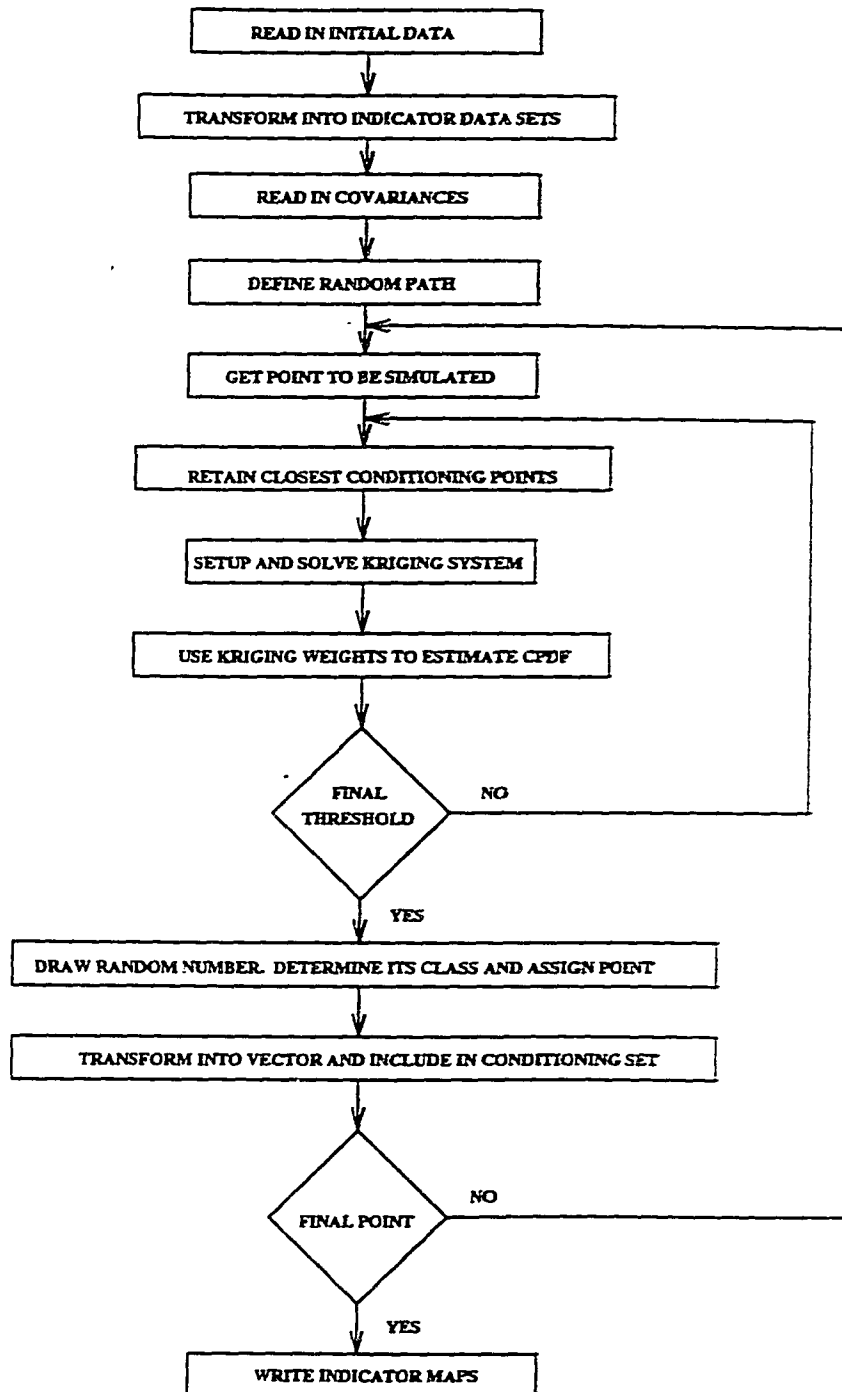 READ IN INITIAL DATA
TRANSFORM INTO INDICATOR DATA SETS
READ IN COVARIANCES
DEFINE RANDOM PATH
GET POINT TO BE SIMULATED
RETAIN CLOSEST CONDITIONING POINTS
SETUP AND SOLVE KRIGING SYSTEM
USE KRIGING WEIGHTS TO ESTIMATE CPDF
FINAL
THRESHOLD
NO
YES
DRAW RANDOM NUMBER. DETERMINE ITS CLASS AND ASSIGN POINT
TRANSFORM INTO VECTOR AND INCLUDE IN CONDITIONING SET
FINAL POINT
NO
YES
WRITE INDICATOR MAPS